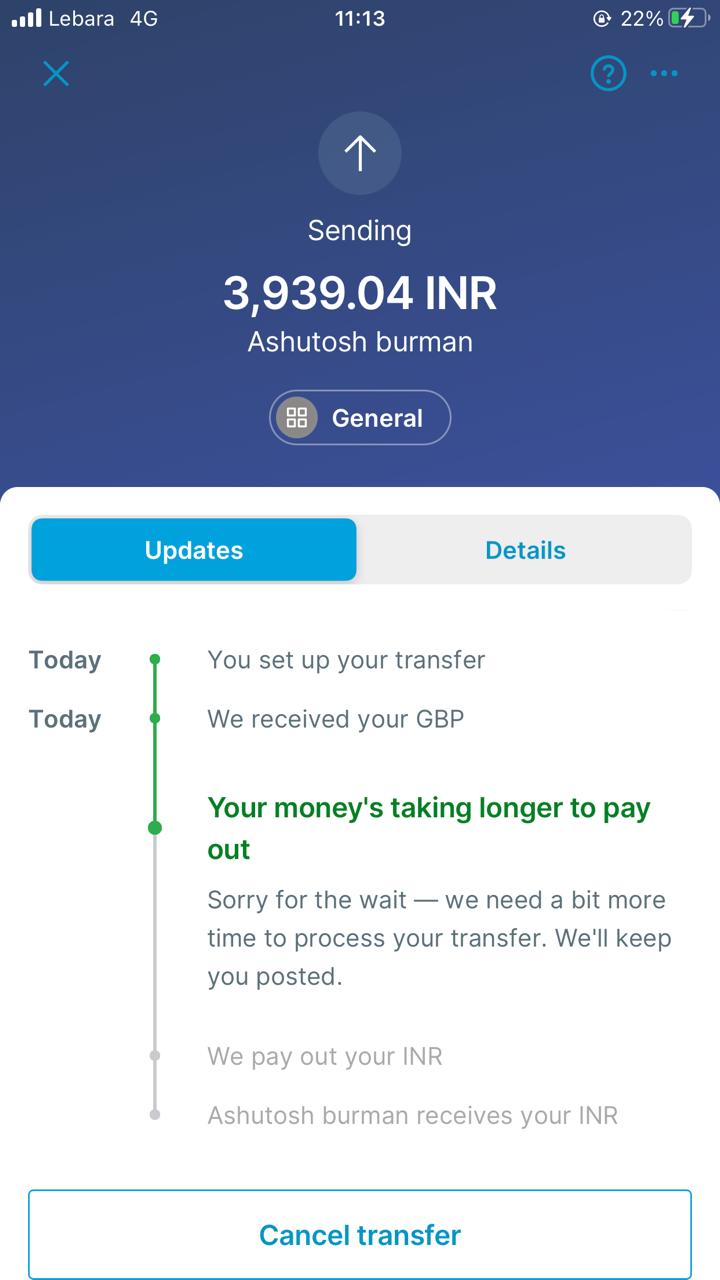 Lebara 4G 11:13 22%
Sending
3,939.04 INR
Ashutosh burman
General
Updates Details
Today You set up your transfer
Today We received your GBP
Your money's taking longer to pay
out
Sorry for the wait — we need a bit more
time to process your transfer. We'll keep
you posted.
We pay out your INR
Ashutosh burman receives your INR
Cancel transfer